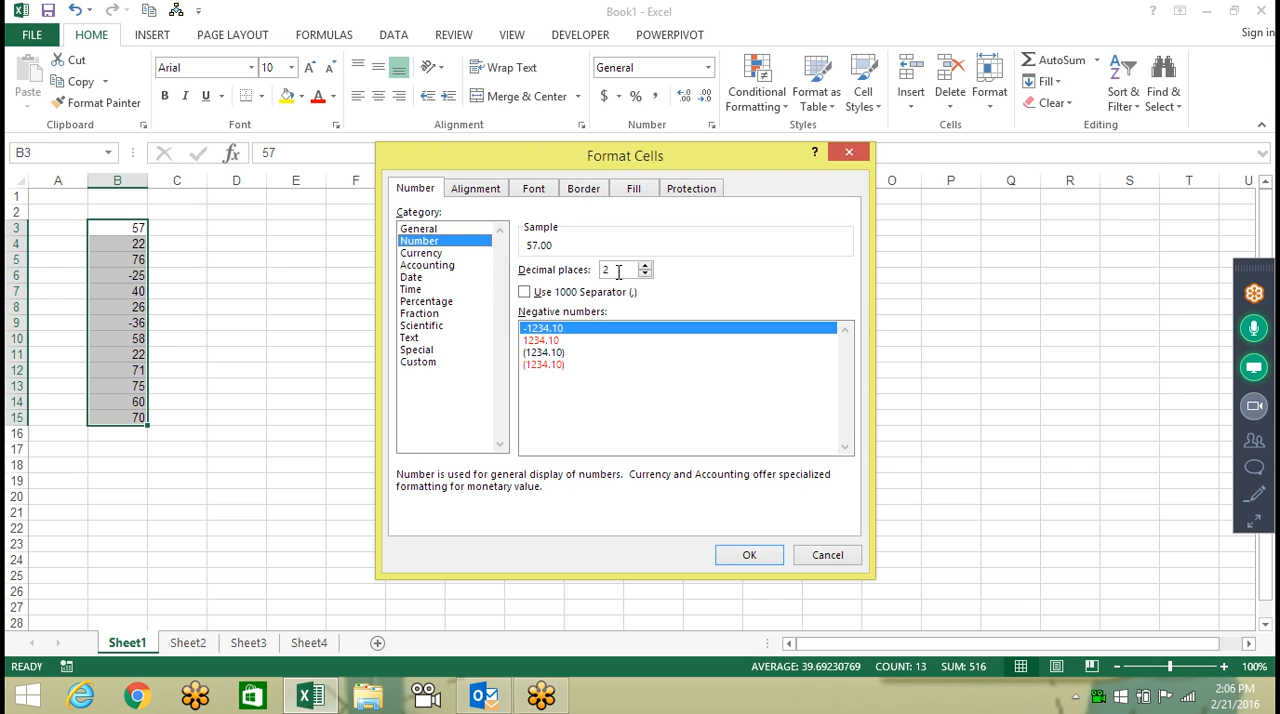 Book1 - Excel
Sign in
FILE HOME INSERT PAGE LAYOUT FORMULAS DATA REVIEW VIEW DEVELOPER POWERPIVOT
Paste
Cut
Copy
Format Painter
Clipboard
Arial 10
B I U
Font
Wrap Text
Merge & Center
Alignment
General
$ % ,
Number
Conditional Formatting
Format as Table
Cell Styles
Styles
Insert
Delete
Format
Cells
AutoSum
Fill
Clear
Sort & Filter
Find & Select
Editing
B3 fx 57
A B C D E F O P Q R S T U
1
2
3 57
4 22
5 76
6 -25
7 40
8 26
9 -36
10 58
11 22
12 71
13 75
14 60
15 70
16
17
18
19
20
21
22
23
24
25
26
27
28
Format Cells ?
Number Alignment Font Border Fill Protection
Category:
General
Number
Currency
Accounting
Date
Time
Percentage
Fraction
Scientific
Text
Special
Custom
Sample
57.00
Decimal places: 2
Use 1000 Separator (,)
Negative numbers:
-1234.10
1234.10
(1234.10)
(1234.10)
Number is used for general display of numbers. Currency and Accounting offer specialized
formatting for monetary value.
OK Cancel
Sheet1 Sheet2 Sheet3 Sheet4
READY AVERAGE: 39.69230769 COUNT: 13 SUM: 516 100%
2:06 PM
2/21/2016